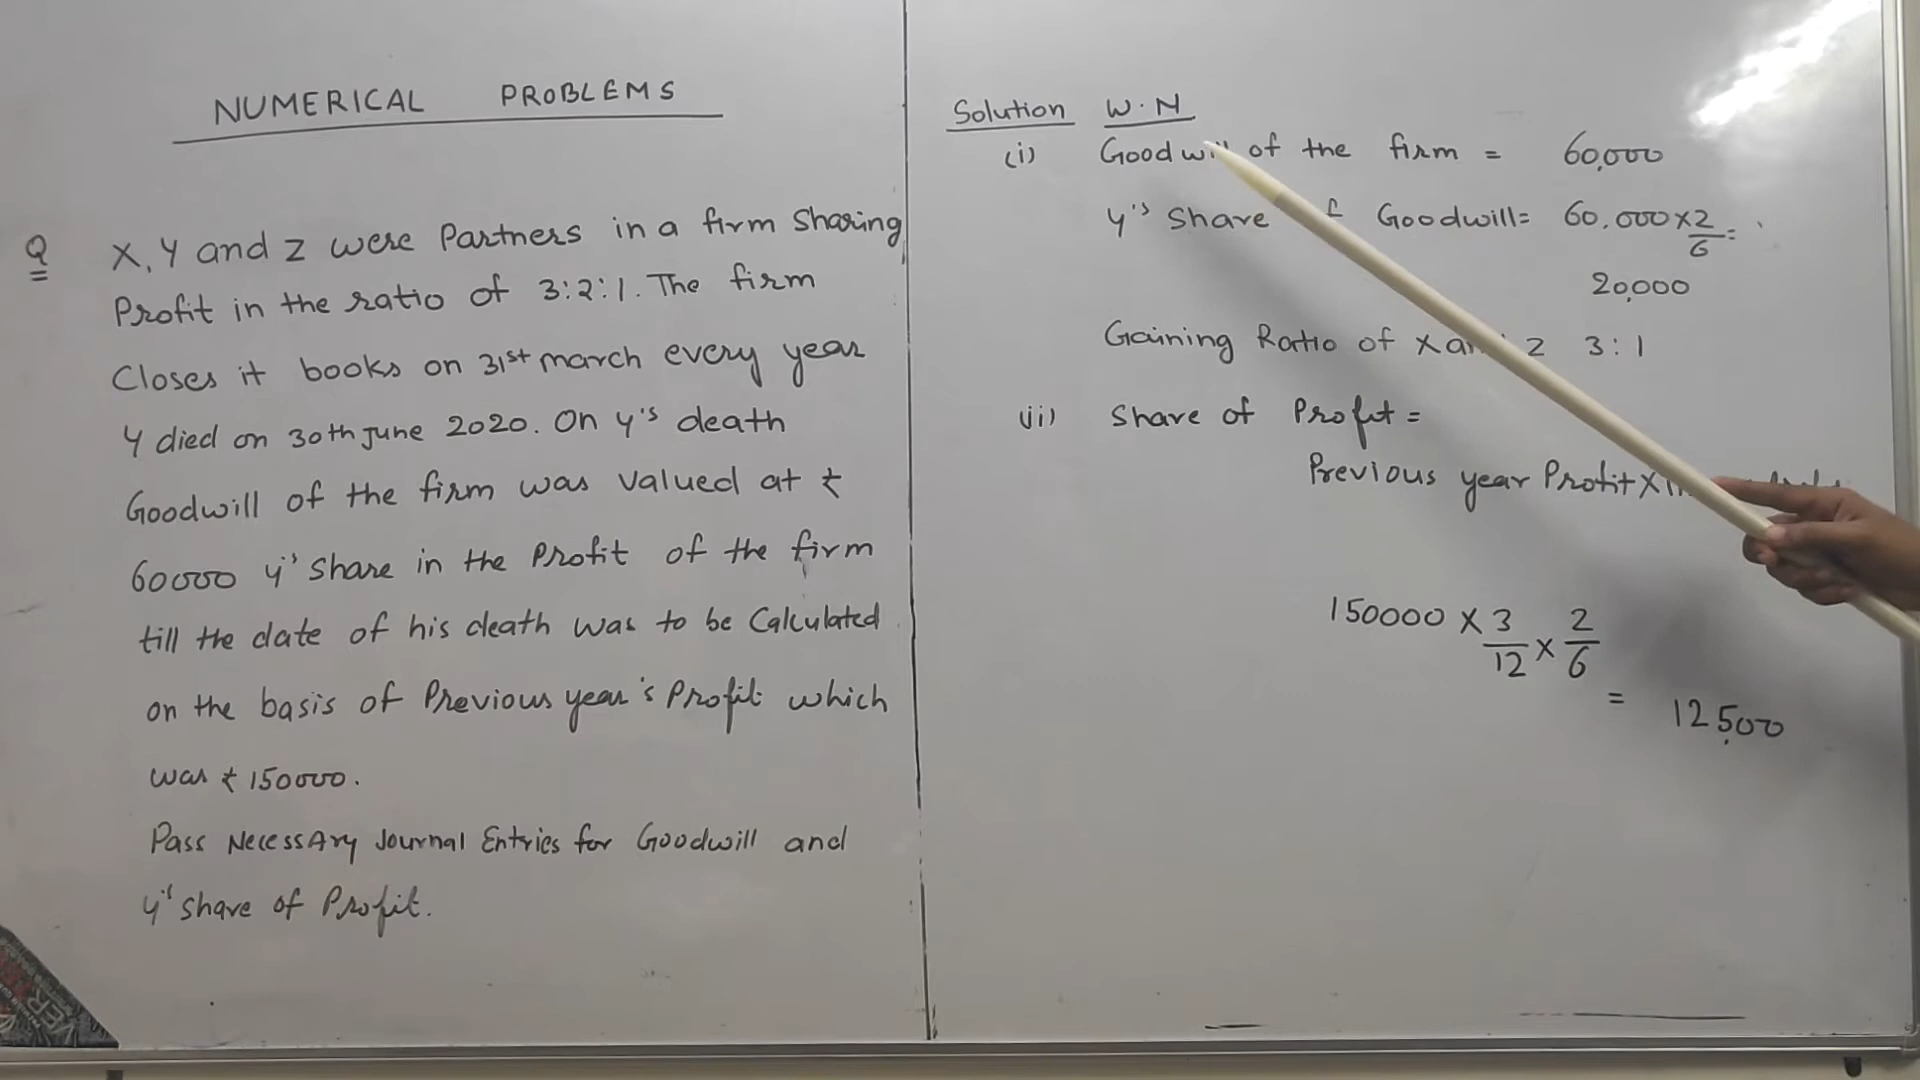 NUMERICAL PROBLEMS
Q X, Y and Z were Partners in a firm Sharing
Profit in the ratio of 3:2:1. The firm
Closes it books on 31st march every year
Y died on 30th June 2020. On Y's death
Goodwill of the firm was valued at ₹
60000 Y's Share in the Profit of the firm
till the date of his death was to be Calculated
on the basis of Previous year's Profit which
was ₹ 150000.
Pass Necessary Journal Entries for Goodwill and
Y's Share of Profit.
Solution W.N
(i) Goodwill of the firm = 60,000
Y's Share Goodwill = 60,000 × 2/6 =
20,000
Gaining Ratio of X and Z 3:1
(ii) Share of Profit =
Previous year Profit ×
150000 × 3/12 × 2/6
= 12,500
VER